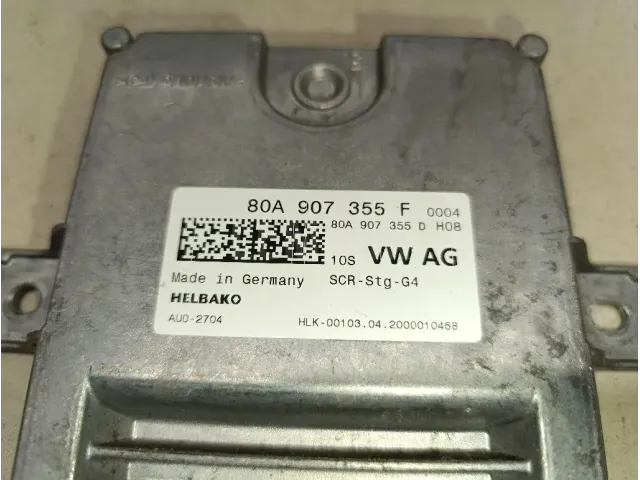 80A 907 355 F 0004
80A 907 355 D H08
10S VW AG
Made in Germany SCR-Stg-G4
HELBAKO
AUD-2704 HLK-00103.04.2000010468